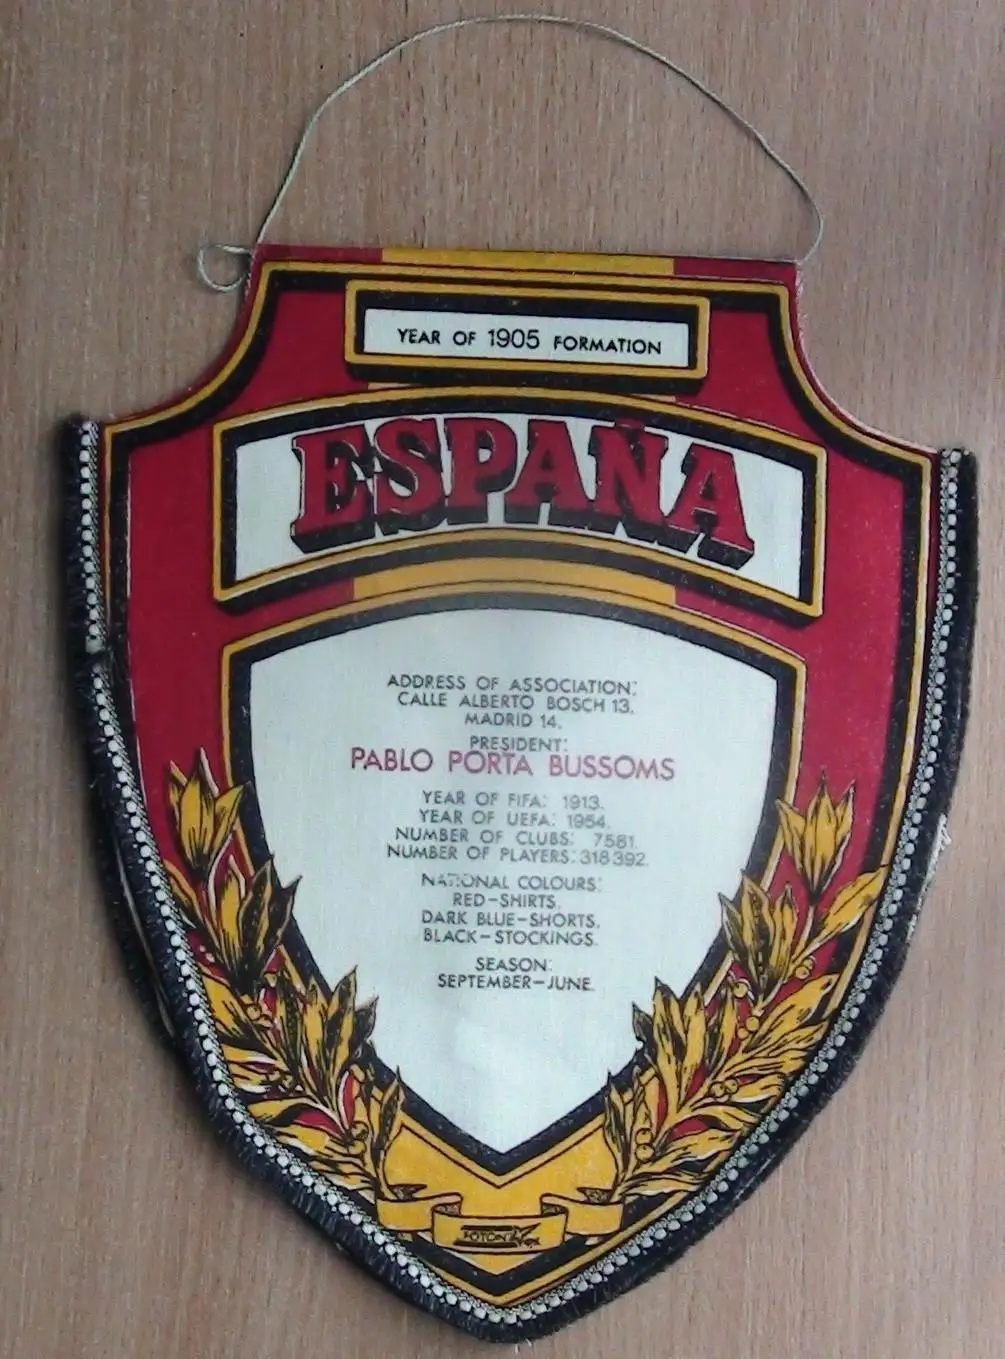 YEAR OF 1905 FORMATION
ESPAÑA
ADDRESS OF ASSOCIATION:
CALLE ALBERTO BOSCH 13.
MADRID 14.
PRESIDENT:
PABLO PORTA BUSSOMS
YEAR OF FIFA: 1913.
YEAR OF UEFA: 1954.
NUMBER OF CLUBS: 7581.
NUMBER OF PLAYERS: 318392.
NATIONAL COLOURS:
RED-SHIRTS.
DARK BLUE-SHORTS.
BLACK-STOCKINGS.
SEASON:
SEPTEMBER-JUNE.